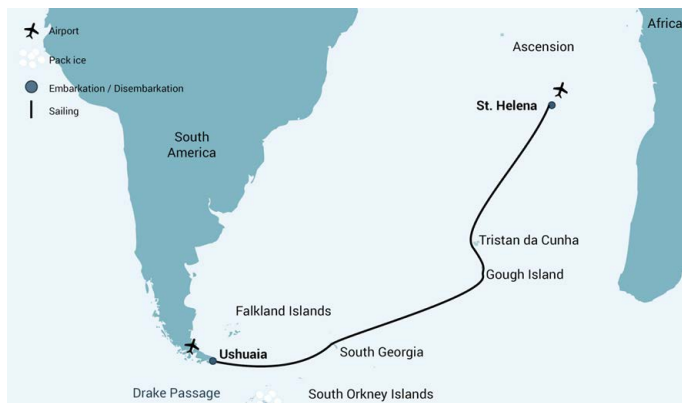 Airport
Pack ice
Embarkation / Disembarkation
Sailing
Africa
Ascension
St. Helena
South
America
Tristan da Cunha
Gough Island
Falkland Islands
Ushuaia
South Georgia
Drake Passage
South Orkney Islands